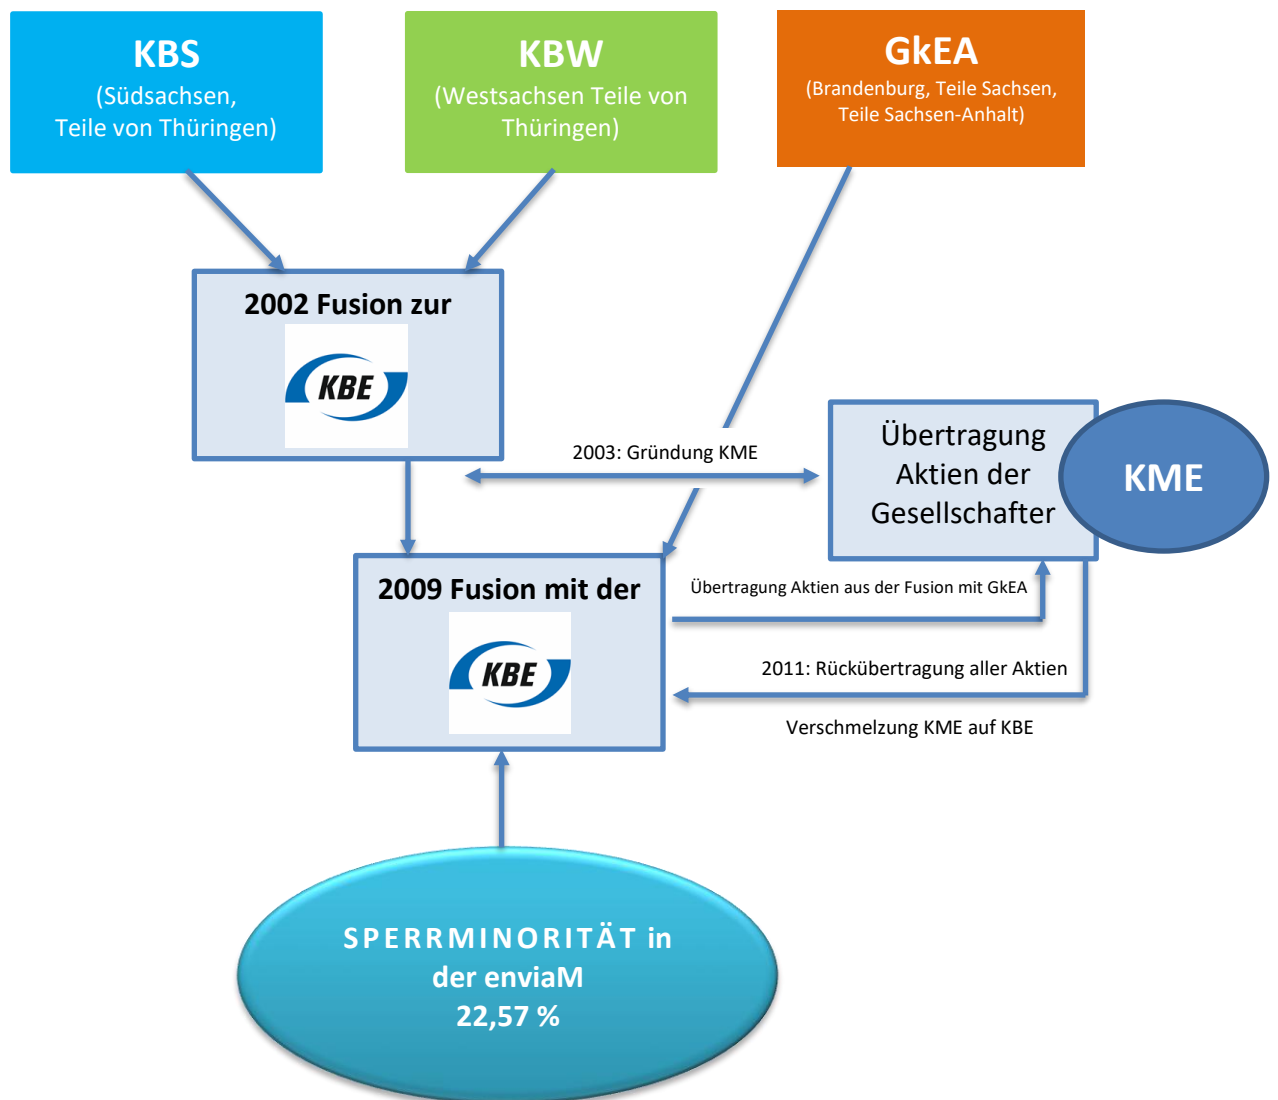 KBS
(Südsachsen,
Teile von Thüringen)
KBW
(Westsachsen Teile von
Thüringen)
GkEA
(Brandenburg, Teile Sachsen,
Teile Sachsen-Anhalt)
2002 Fusion zur
KBE
2003: Gründung KME
Übertragung
Aktien der
Gesellschafter
KME
2009 Fusion mit der
KBE
Übertragung Aktien aus der Fusion mit GkEA
2011: Rückübertragung aller Aktien
Verschmelzung KME auf KBE
SPERRMINORITÄT in
der enviaM
22,57 %